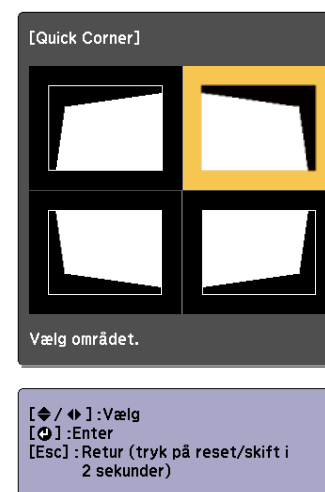 [Quick Corner]
Vælg området.
[⬍/⬌] :Vælg
[⏎] :Enter
[Esc] :Retur (tryk på reset/skift i
2 sekunder)